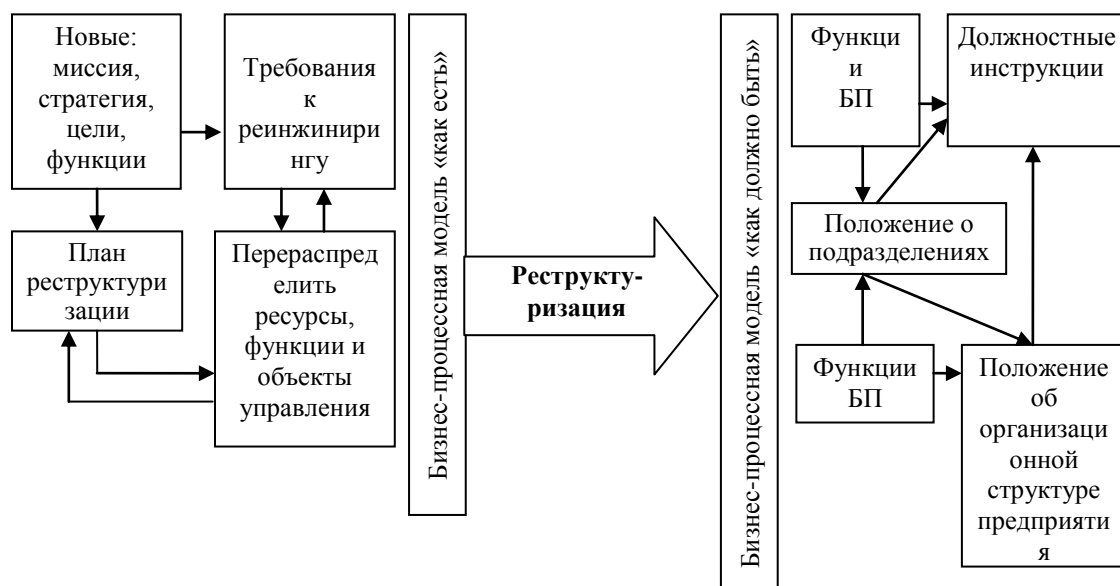 Новые:
миссия,
стратегия,
цели,
функции
Требования
к
реинжинири
нгу
План
реструктури
зации
Перераспред
елить
ресурсы,
функции и
объекты
управления
Бизнес-процессная модель «как есть»
Реструкту-
ризация
Бизнес-процессная модель «как должно быть»
Функци
и
БП
Должностные
инструкции
Положение о
подразделениях
Функции
БП
Положение
об
организаци
онной
структуре
предприяти
я